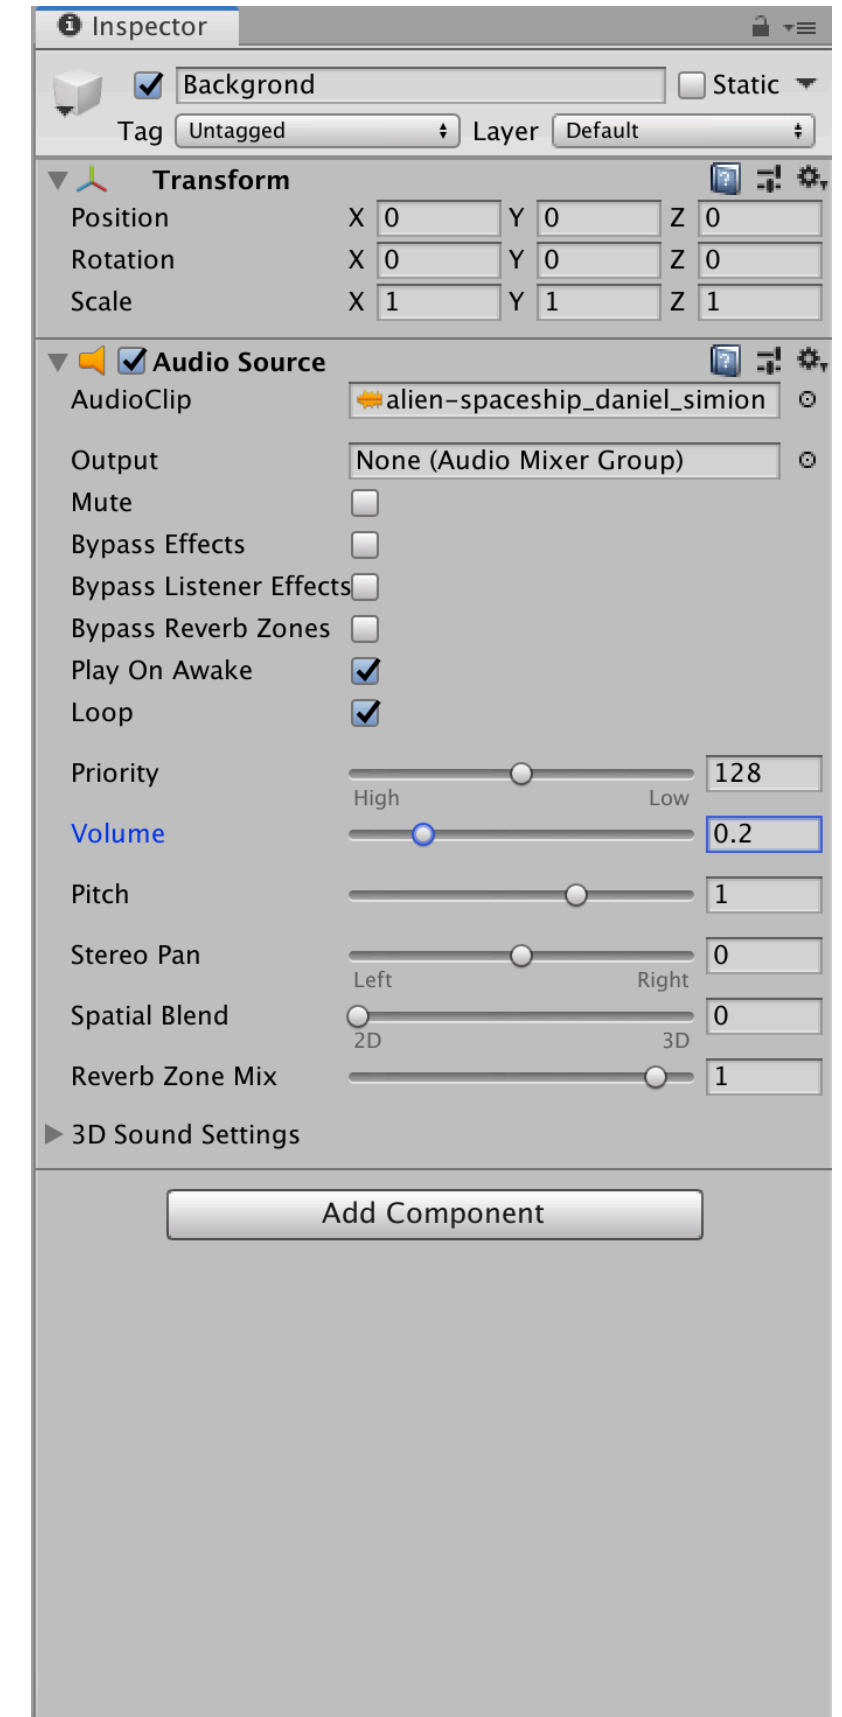 Inspector
Backgrond Static
Tag Untagged Layer Default
Transform
Position X 0 Y 0 Z 0
Rotation X 0 Y 0 Z 0
Scale X 1 Y 1 Z 1
Audio Source
AudioClip alien-spaceship_daniel_simion
Output None (Audio Mixer Group)
Mute
Bypass Effects
Bypass Listener Effects
Bypass Reverb Zones
Play On Awake
Loop
Priority 128
High Low
Volume 0.2
Pitch 1
Stereo Pan 0
Left Right
Spatial Blend 0
2D 3D
Reverb Zone Mix 1
3D Sound Settings
Add Component